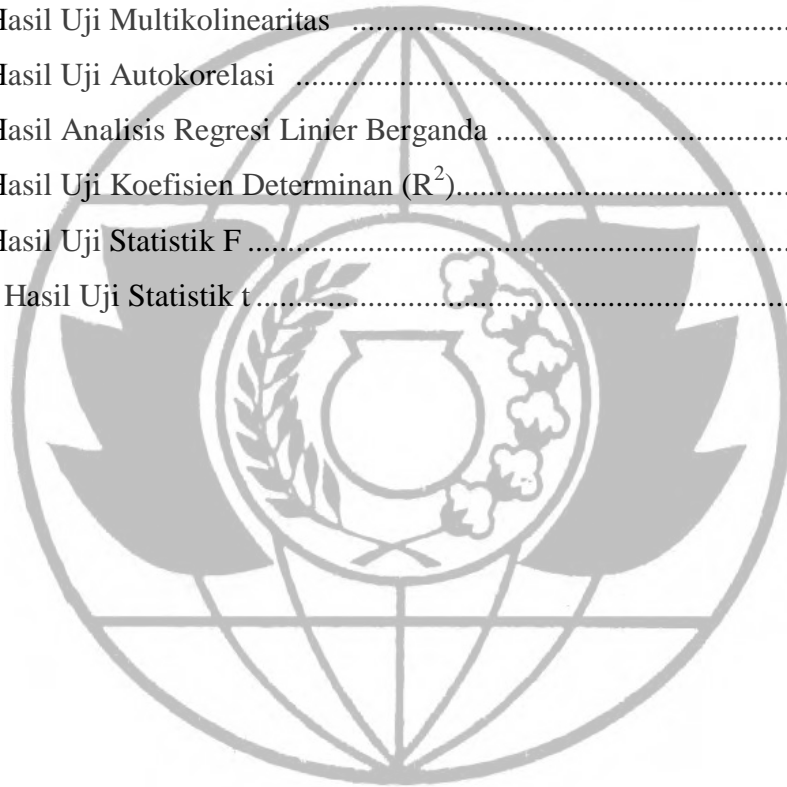 Hasil Uji Multikolinearitas ........................................................
Hasil Uji Autokorelasi ................................................................
Hasil Analisis Regresi Linier Berganda .....................................
Hasil Uji Koefisien Determinan (R²)..........................................
Hasil Uji Statistik F ......................................................................
Hasil Uji Statistik t ......................................................................